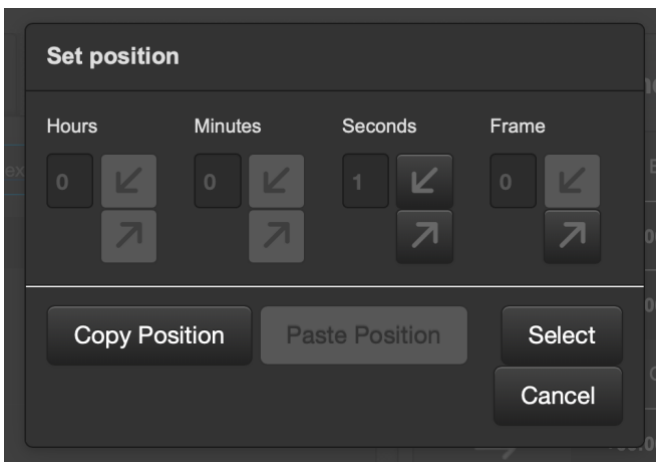 Set position
Hours Minutes Seconds Frame
0 0 1 0
Copy Position Paste Position Select
Cancel